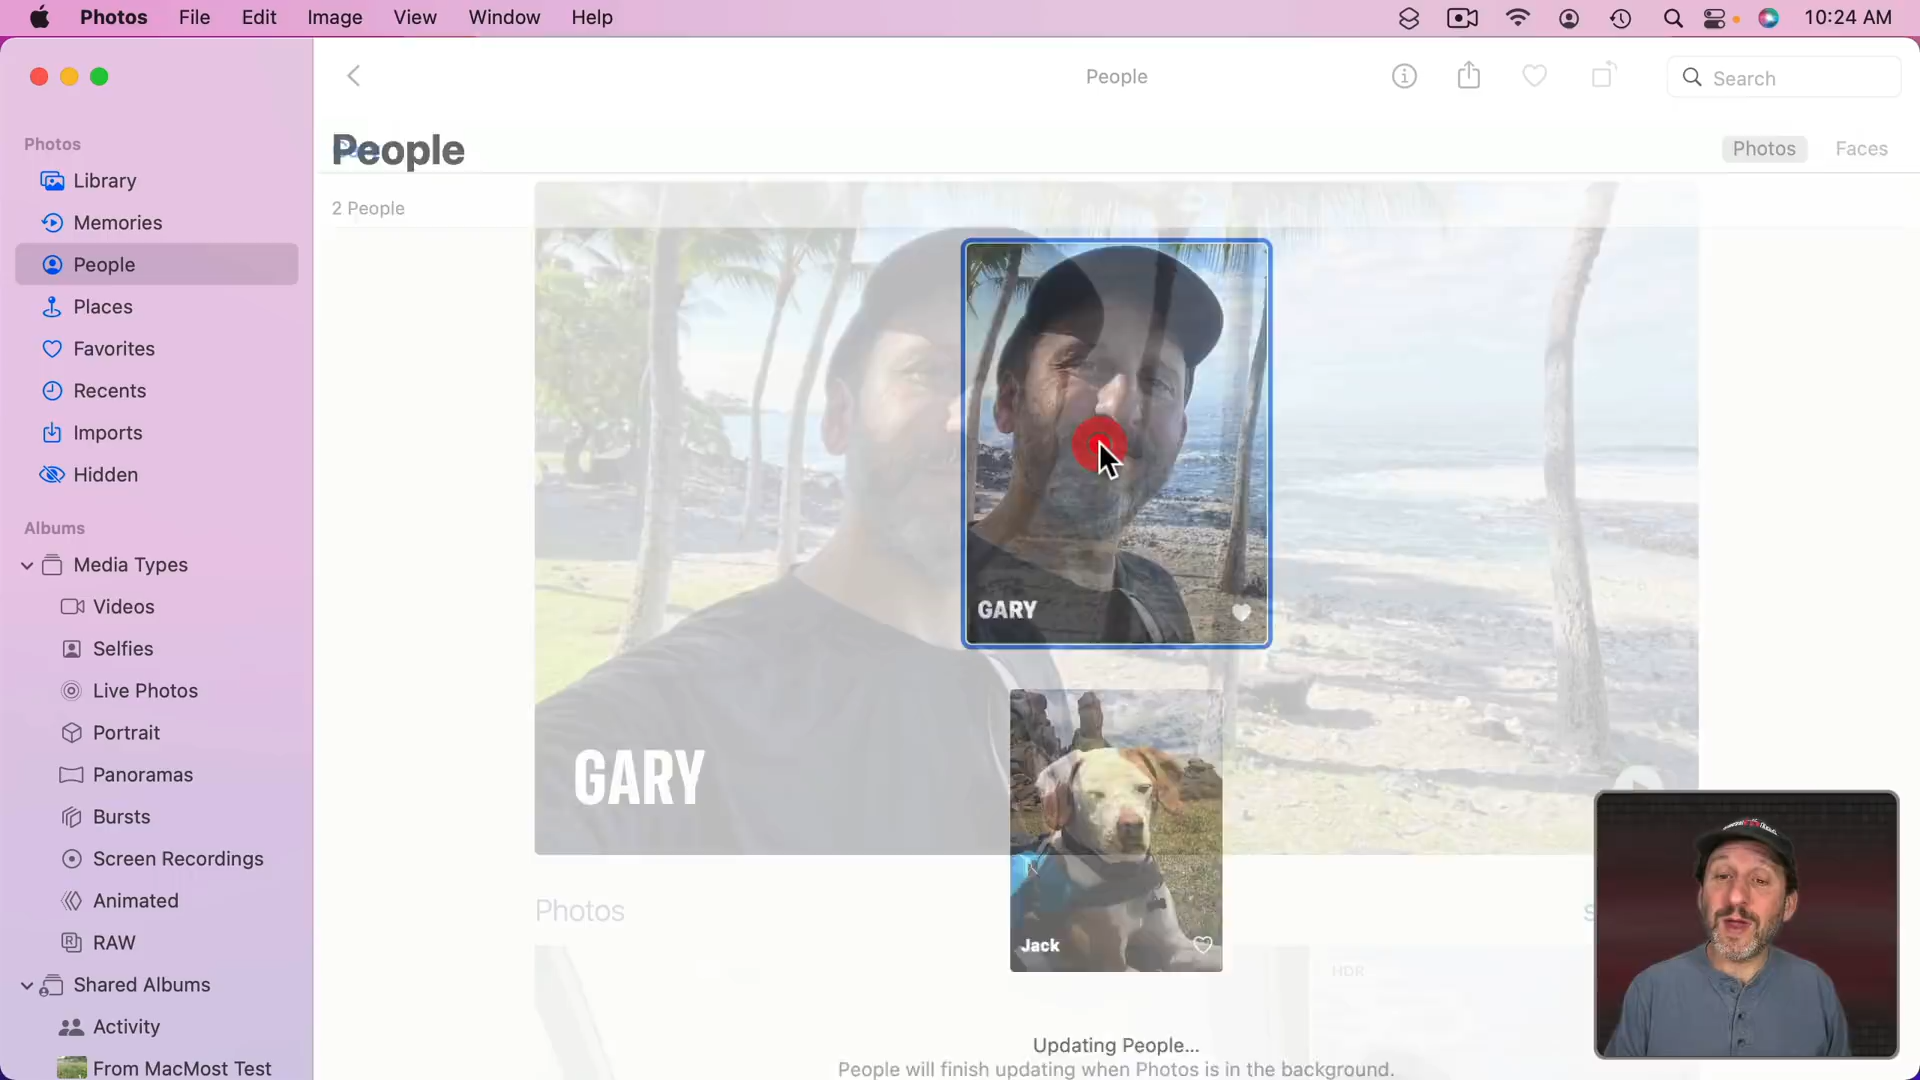 Photos File Edit Image View Window Help 10:24 AM
People Search
People Photos Faces
2 People
Photos
Library
Memories
People
Places
Favorites
Recents
Imports
Hidden
Albums
Media Types
Videos
Selfies
Live Photos
Portrait
Panoramas
Bursts
Screen Recordings
Animated
RAW
Shared Albums
Activity
From MacMost Test
GARY
GARY
Jack
Photos
HDR
Updating People...
People will finish updating when Photos is in the background.